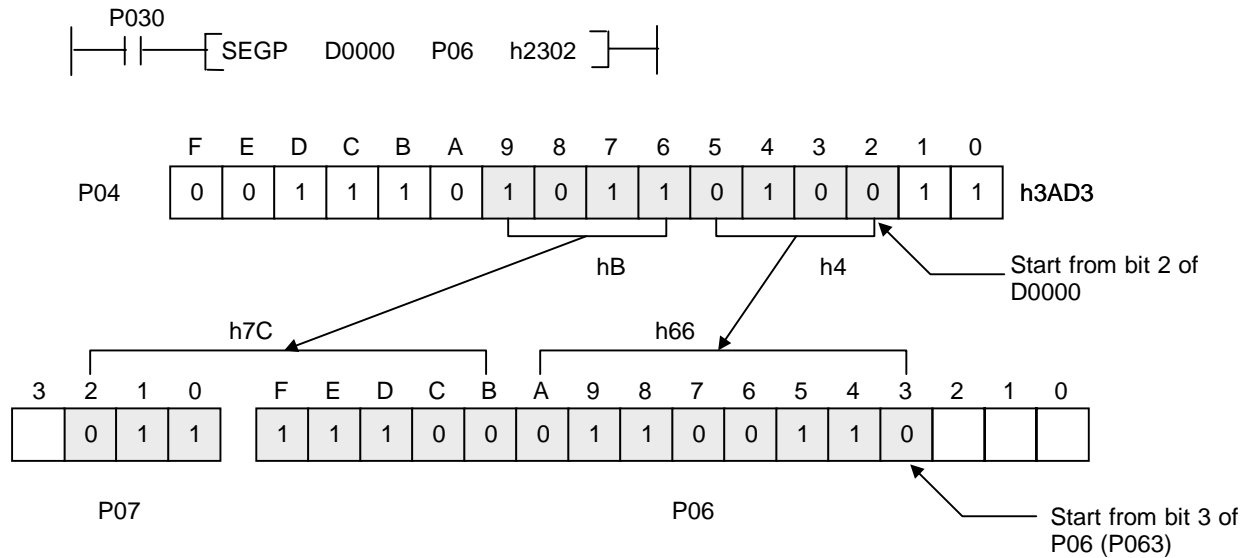 P030
SEGP D0000 P06 h2302
F E D C B A 9 8 7 6 5 4 3 2 1 0
P04 0 0 1 1 1 0 1 0 1 1 0 1 0 0 1 1 h3AD3
hB h4 Start from bit 2 of
D0000
h7C h66
3 2 1 0 F E D C B A 9 8 7 6 5 4 3 2 1 0
0 1 1 1 1 1 0 0 0 1 1 0 0 1 1 0
P07 P06 Start from bit 3 of
P06 (P063)